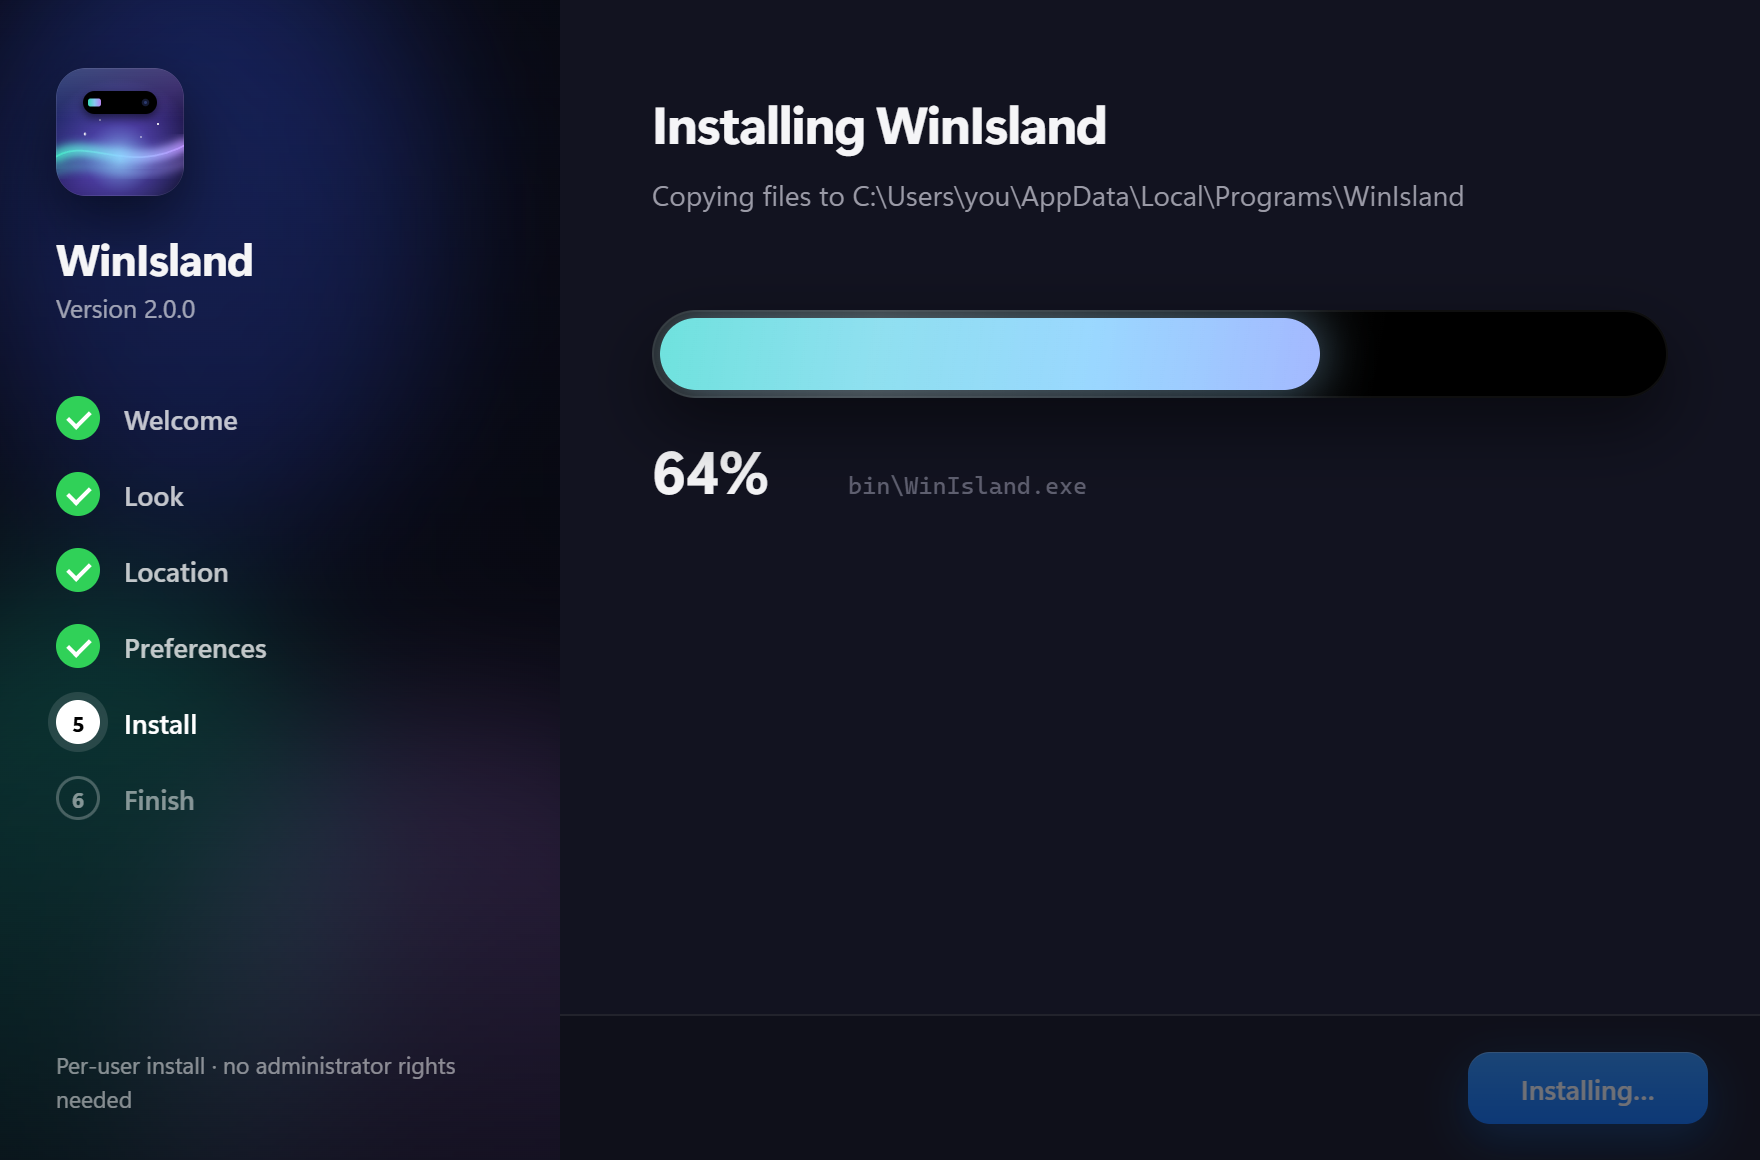 WinIsland
Version 2.0.0
Welcome
Look
Location
Preferences
5 Install
6 Finish
Per-user install · no administrator rights
needed
Installing WinIsland
Copying files to C:\Users\you\AppData\Local\Programs\WinIsland
64% bin\WinIsland.exe
Installing...